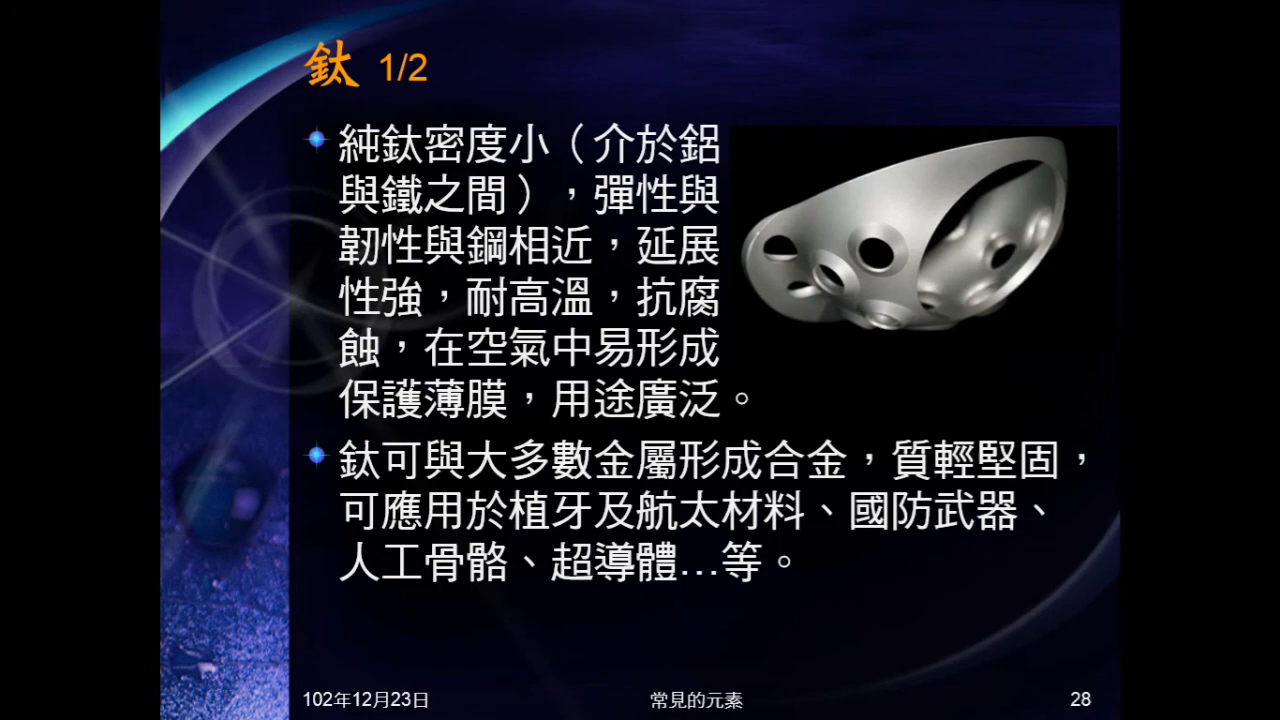 鈦 1/2
純鈦密度小（介於鋁
與鐵之間），彈性與
韌性與鋼相近，延展
性強，耐高溫，抗腐
蝕，在空氣中易形成
保護薄膜，用途廣泛。
鈦可與大多數金屬形成合金，質輕堅固，
可應用於植牙及航太材料、國防武器、
人工骨骼、超導體…等。
102年12月23日
常見的元素
28